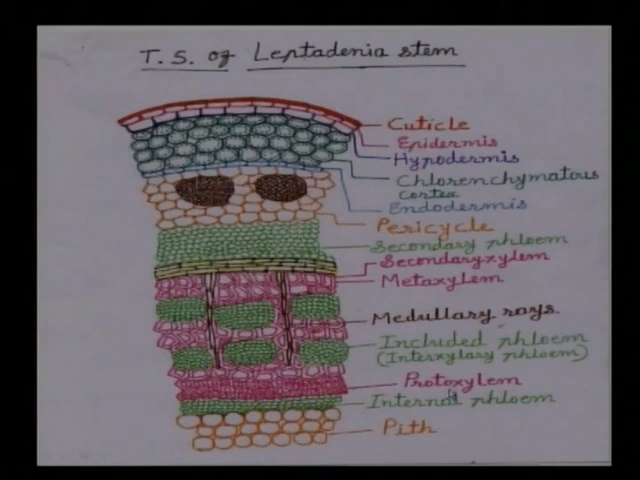 T. S. of Leptadenia stem
Cuticle
Epidermis
Hypodermis
Chlorenchymatous
cortex
Endodermis
Pericycle
Secondary phloem
Secondary xylem
Metaxylem
Medullary rays
Included phloem
(Interxylary phloem)
Protoxylem
Internal phloem
Pith